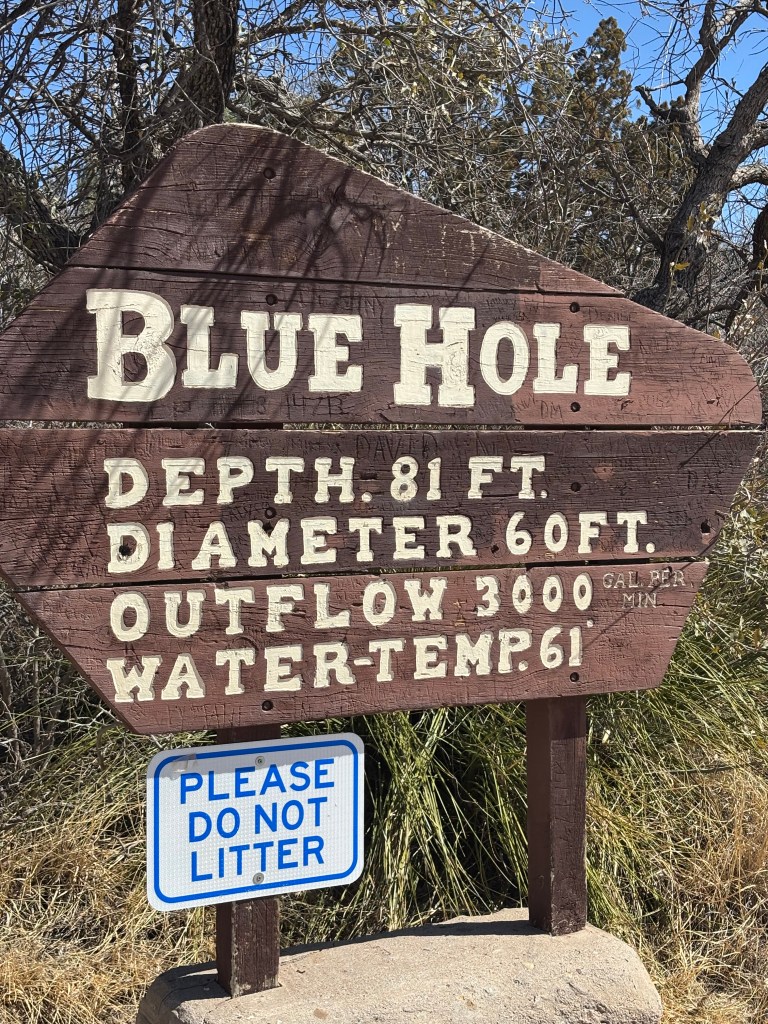 BLUE HOLE
DEPTH. 81 FT.
DIAMETER 60FT.
OUTFLOW 3000 GAL. PER MIN
WATER-TEMP. 61°
PLEASE
DO NOT
LITTER